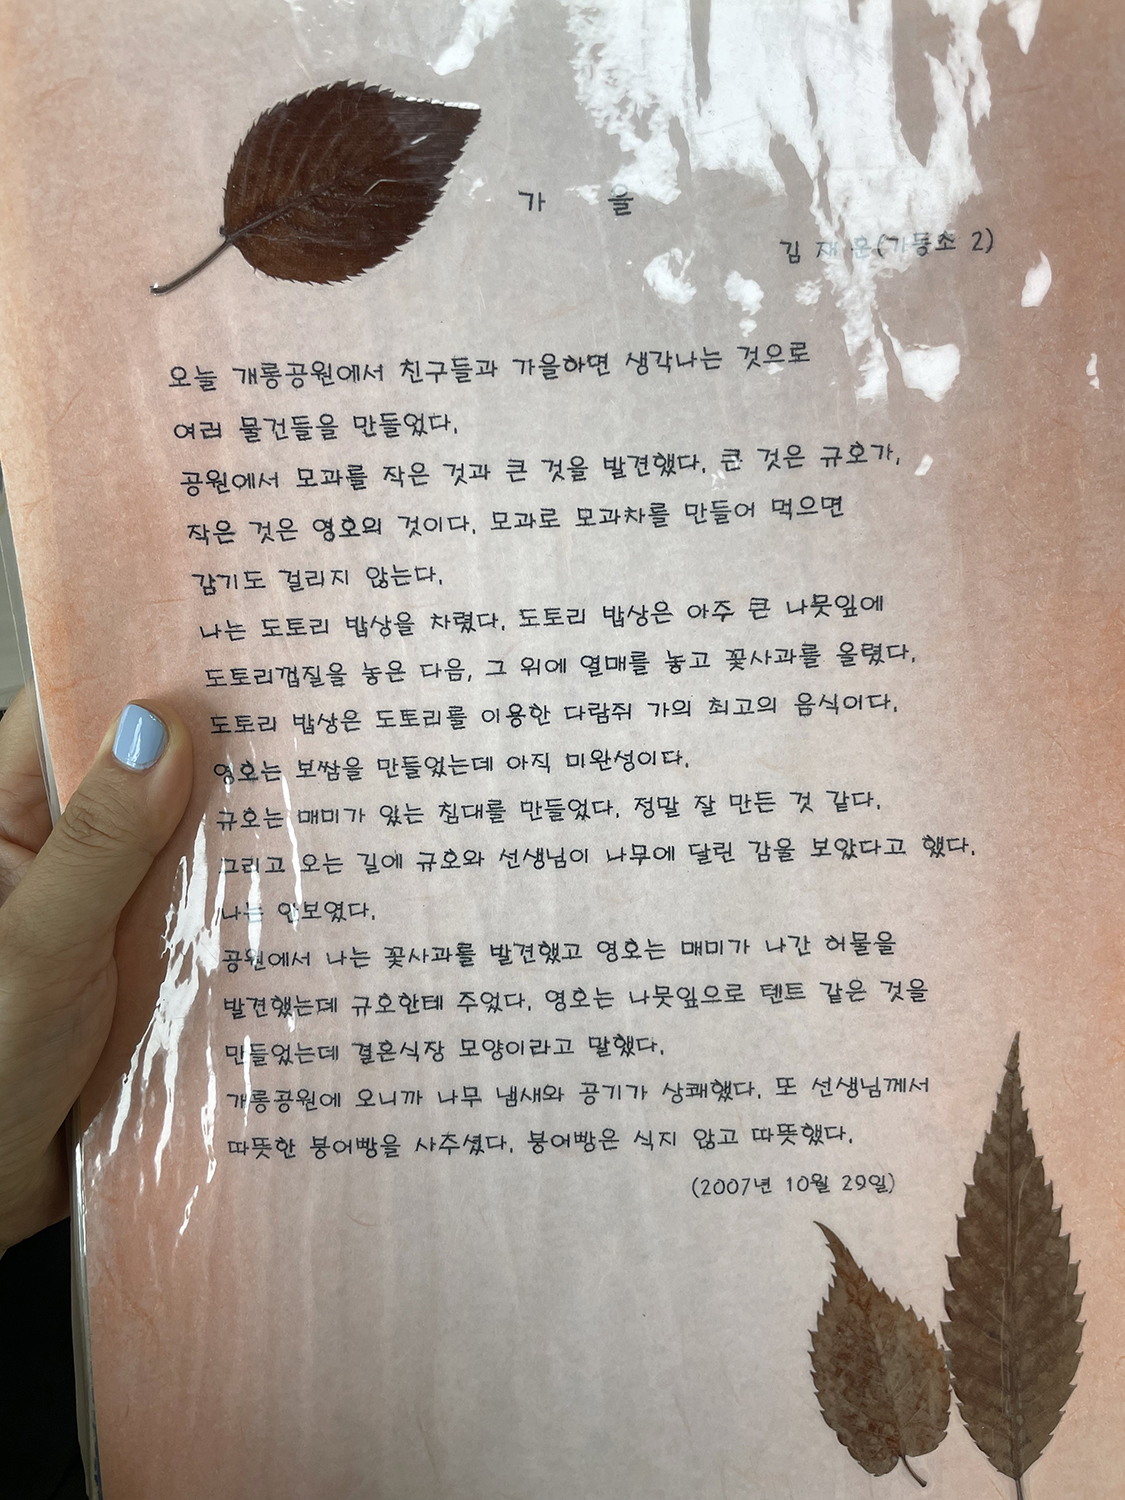 가 을
김 재 윤(가동초 2)
오늘 개롱공원에서 친구들과 가을하면 생각나는 것으로
여러 물건들을 만들었다.
공원에서 모과를 작은 것과 큰 것을 발견했다. 큰 것은 규호가,
작은 것은 영호의 것이다. 모과로 모과차를 만들어 먹으면
감기도 걸리지 않는다.
나는 도토리 밥상을 차렸다. 도토리 밥상은 아주 큰 나뭇잎에
도토리껍질을 놓은 다음, 그 위에 열매를 놓고 꽃사과를 올렸다.
도토리 밥상은 도토리를 이용한 다람쥐 가의 최고의 음식이다.
영호는 보쌈을 만들었는데 아직 미완성이다.
규호는 매미가 있는 침대를 만들었다. 정말 잘 만든 것 같다.
그리고 오는 길에 규호와 선생님이 나무에 달린 감을 보았다고 했다.
나는 안보였다.
공원에서 나는 꽃사과를 발견했고 영호는 매미가 나간 허물을
발견했는데 규호한테 주었다. 영호는 나뭇잎으로 텐트 같은 것을
만들었는데 결혼식장 모양이라고 말했다.
개롱공원에 오니까 나무 냄새와 공기가 상쾌했다. 또 선생님께서
따뜻한 붕어빵을 사주셨다. 붕어빵은 식지 않고 따뜻했다.
(2007년 10월 29일)